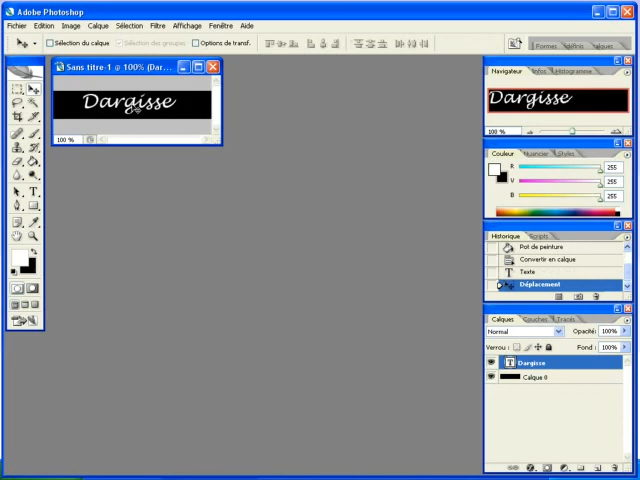 Adobe Photoshop
Fichier Edition Image Calque Sélection Filtre Affichage Fenêtre Aide
Sélection du calque Sélection des groupes Options de transf.
Formes
Sans titre-1 @ 100% (Dar...
Dargisse
100 %
Navigateur Infos Histogramme
Dargisse
100 %
Couleur Nuancier Styles
R 255
V 255
B 255
Historique Scripts
Pot de peinture
Convertir en calque
T Texte
Déplacement
Calques Couches Tracés
Normal Opacité: 100%
Verrou : Fond : 100%
T Dargisse
Calque 0